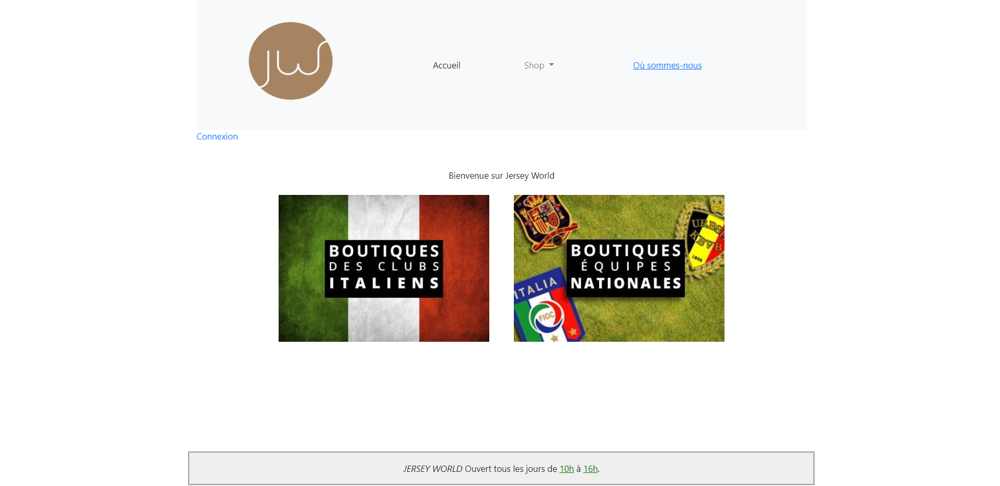 JW
Accueil
Shop
Où sommes-nous
Connexion
Bienvenue sur Jersey World
BOUTIQUES
DES CLUBS
ITALIENS
BOUTIQUES
ÉQUIPES
NATIONALES
URBS
KBVB
1895
ITALIA
FIGC
JERSEY WORLD Ouvert tous les jours de 10h à 16h.